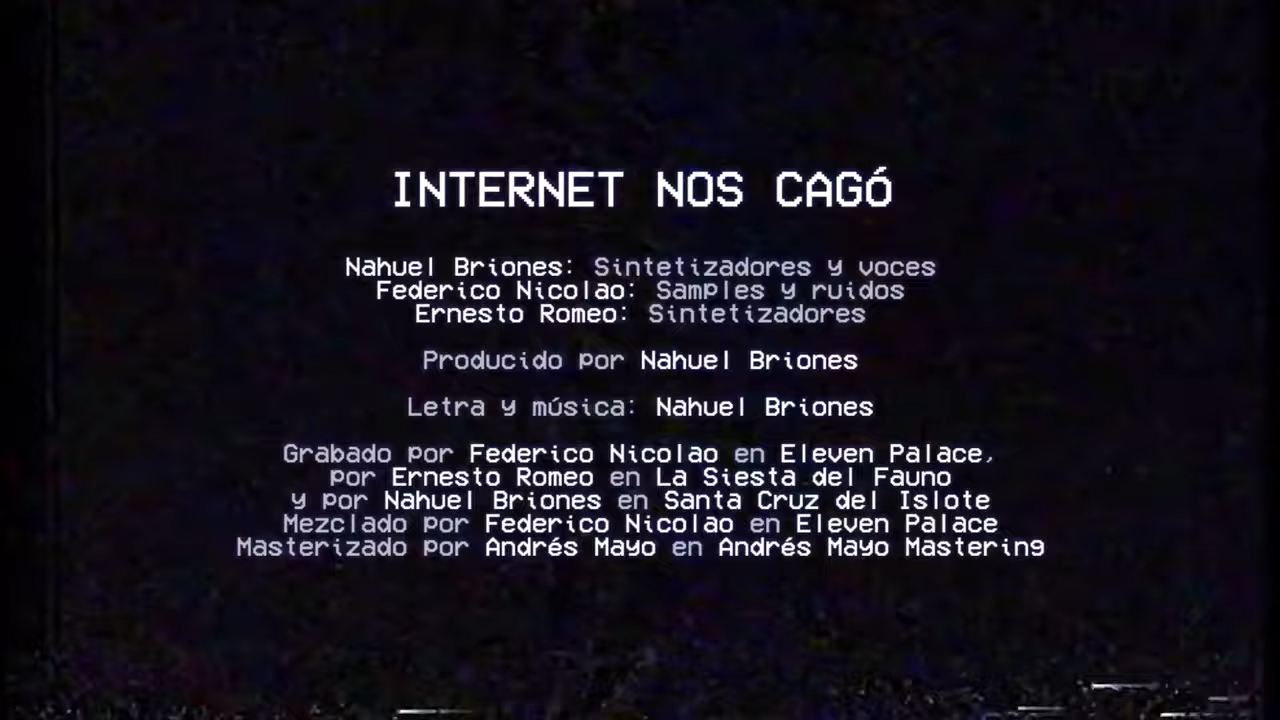 INTERNET NOS CAGÓ
Nahuel Briones: Sintetizadores y voces
Federico Nicolao: Samples y ruidos
Ernesto Romeo: Sintetizadores
Producido por Nahuel Briones
Letra y música: Nahuel Briones
Grabado por Federico Nicolao en Eleven Palace,
por Ernesto Romeo en La Siesta del Fauno
y por Nahuel Briones en Santa Cruz del Islote
Mezclado por Federico Nicolao en Eleven Palace
Masterizado por Andrés Mayo en Andrés Mayo Mastering